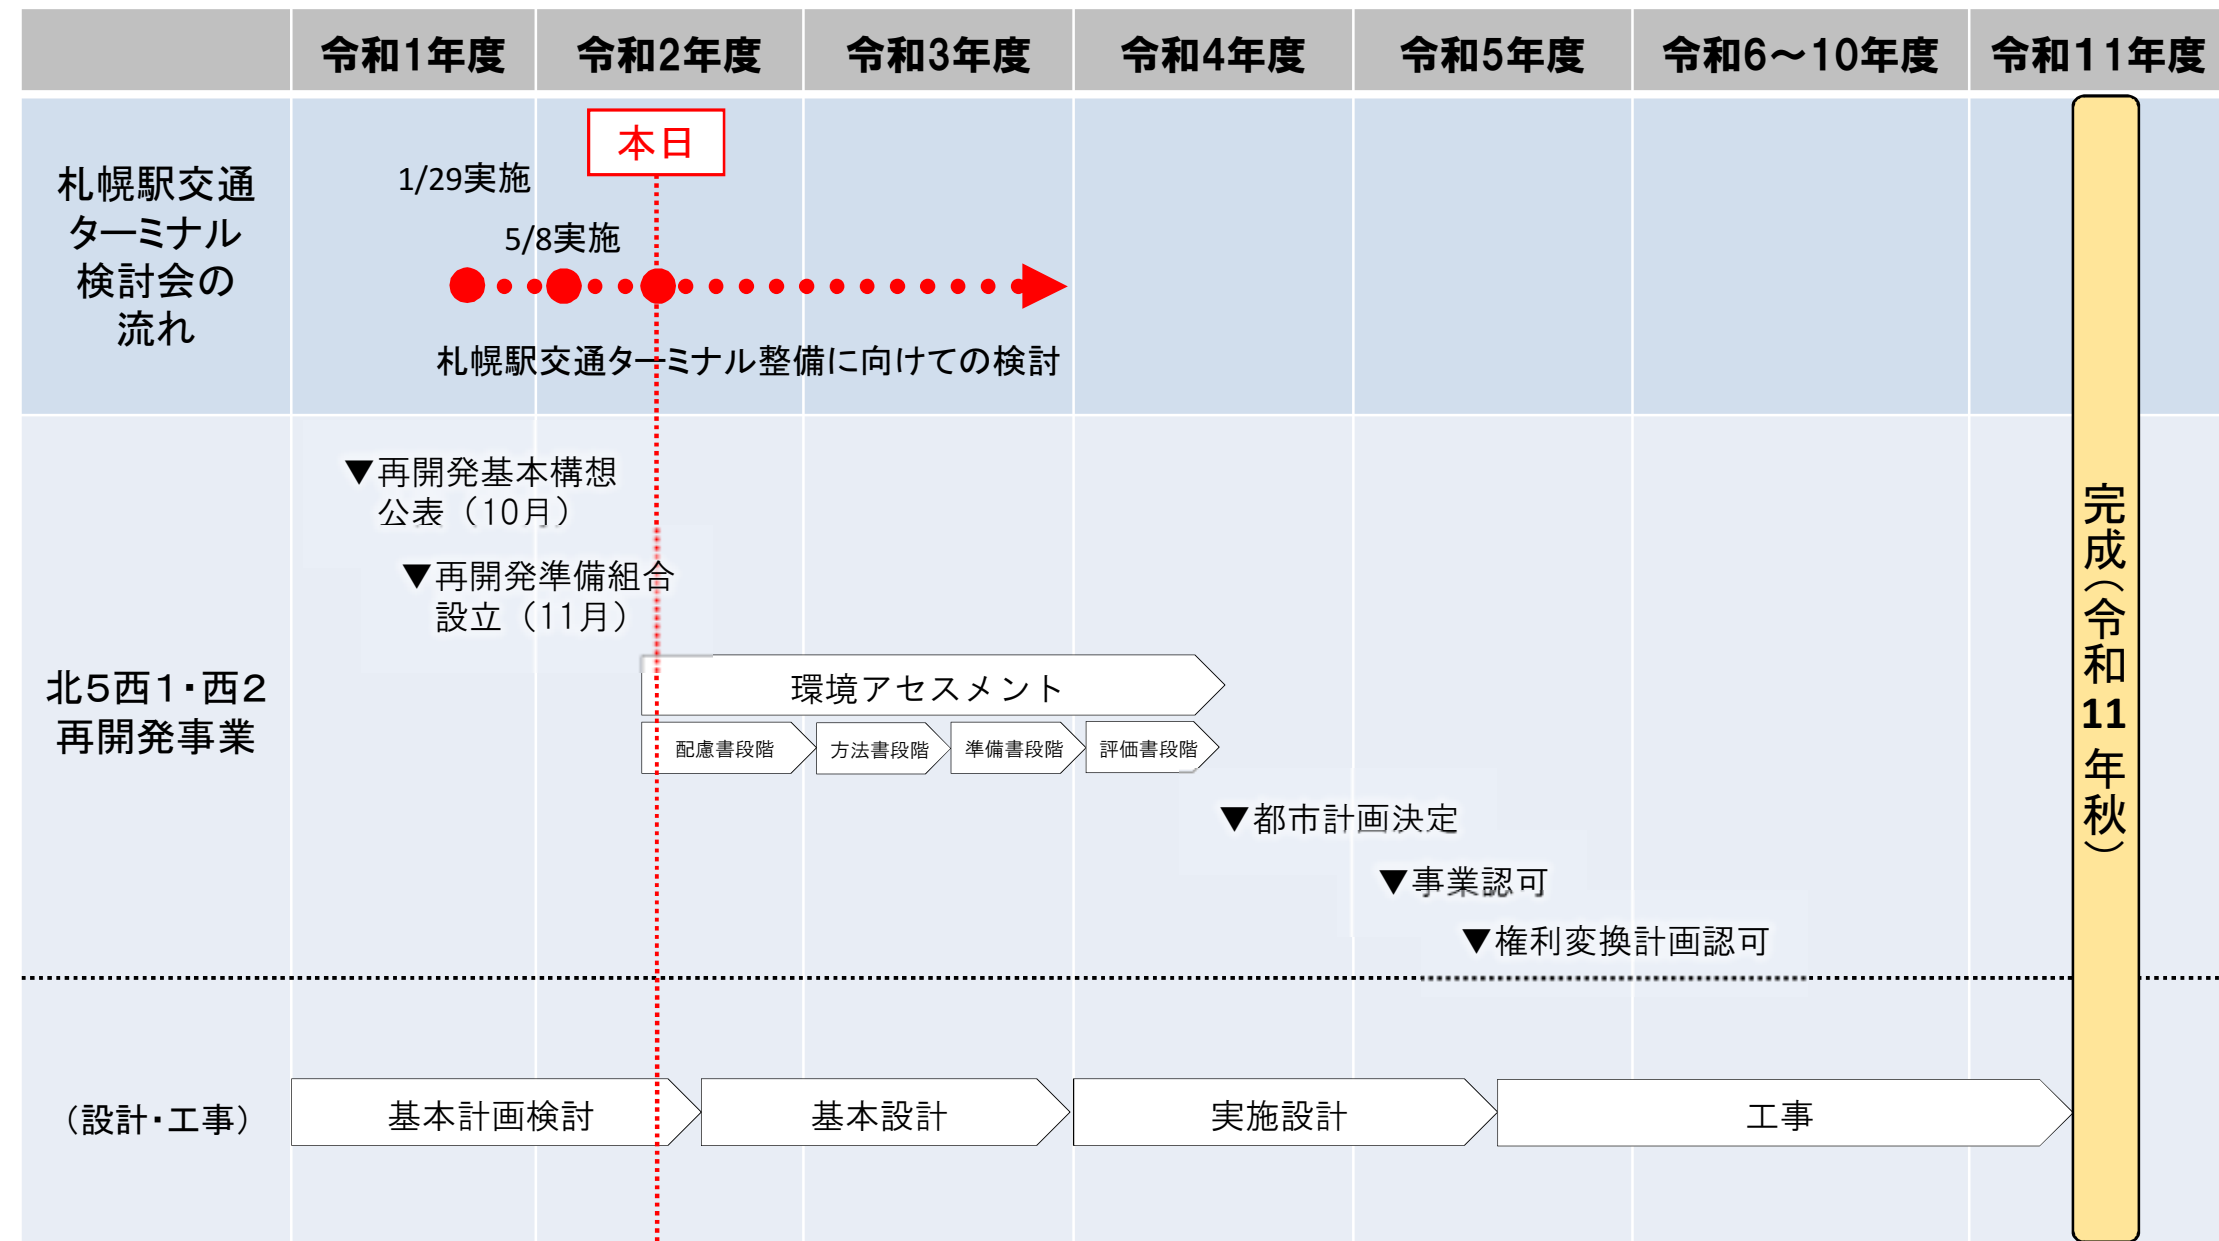 令和1年度
令和2年度
令和3年度
令和4年度
令和5年度
令和6～10年度
令和11年度
札幌駅交通
ターミナル
検討会の
流れ
本日
1/29実施
5/8実施
札幌駅交通ターミナル整備に向けての検討
北5西1・西2
再開発事業
▼再開発基本構想
公表（10月）
▼再開発準備組合
設立（11月）
環境アセスメント
配慮書段階
方法書段階
準備書段階
評価書段階
▼都市計画決定
▼事業認可
▼権利変換計画認可
（設計・工事）
基本計画検討
基本設計
実施設計
工事
完成（令和11年秋）